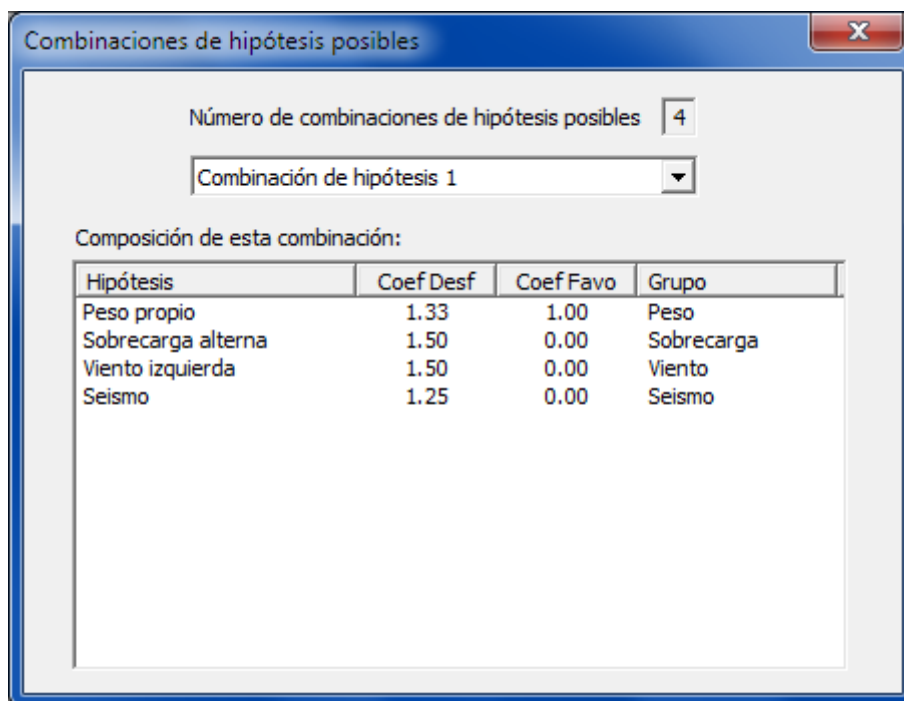 Combinaciones de hipótesis posibles
Número de combinaciones de hipótesis posibles 4
Combinación de hipótesis 1
Composición de esta combinación:
Hipótesis Coef Desf Coef Favo Grupo
Peso propio 1.33 1.00 Peso
Sobrecarga alterna 1.50 0.00 Sobrecarga
Viento izquierda 1.50 0.00 Viento
Seismo 1.25 0.00 Seismo